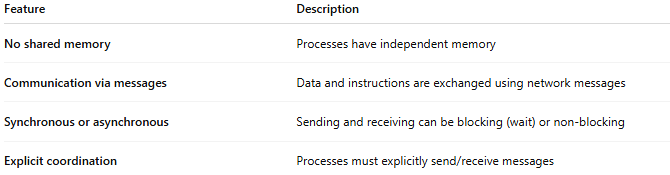 Feature Description
No shared memory Processes have independent memory
Communication via messages Data and instructions are exchanged using network messages
Synchronous or asynchronous Sending and receiving can be blocking (wait) or non-blocking
Explicit coordination Processes must explicitly send/receive messages